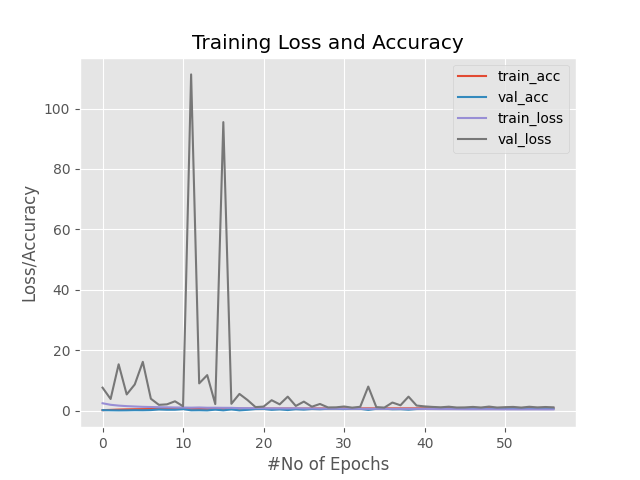 Training Loss and Accuracy
train_acc
val_acc
train_loss
val_loss
Loss/Accuracy
100
80
60
40
20
0
0 10 20 30 40 50
#No of Epochs